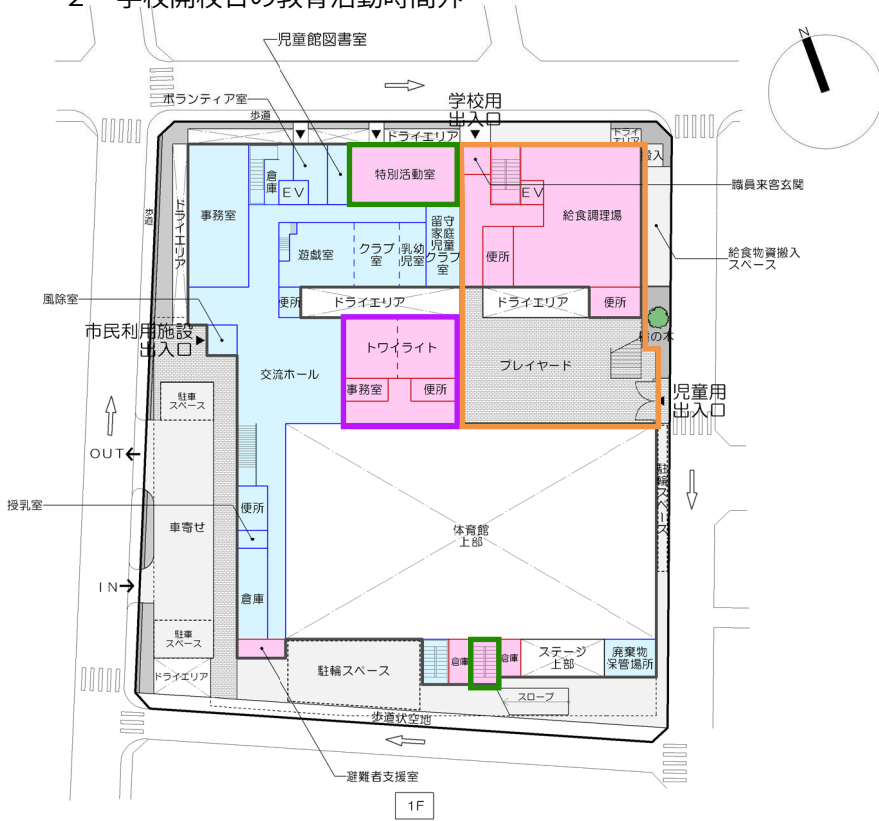 2 学校開校日の教育活動時間外
児童館図書室
ボランティア室
歩道
学校用
出入口
ドライエリア
ドライ
エリア
搬入
N
倉庫
EV
特別活動室
EV
職員来客玄関
事務室
ドライエリア
歩道
遊戯室
クラブ
室
乳幼
児室
留守
家庭
児童
クラブ
室
便所
給食調理場
給食物資搬入
スペース
風除室
便所
ドライエリア
ドライエリア
便所
市民利用施設
出入口
トワイライト
プレイヤード
の木
交流ホール
事務室
便所
児童用
出入口
駐車
スペース
OUT
駐輪スペース
授乳室
便所
車寄せ
体育館
上部
IN
倉庫
駐車
スペース
ドライエリア
駐輪スペース
倉庫
倉庫
ステージ
上部
廃棄物
保管場所
スロープ
歩道状空地
避難者支援室
1F